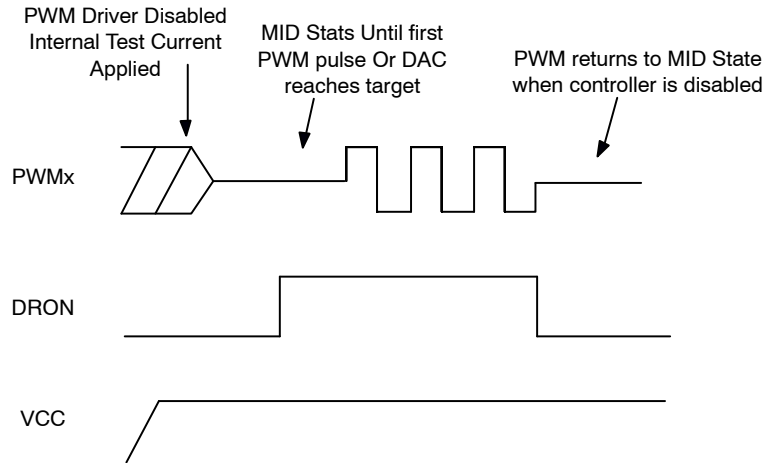 PWM Driver Disabled
Internal Test Current
Applied
MID Stats Until first
PWM pulse Or DAC
reaches target
PWM returns to MID State
when controller is disabled
PWMx
DRON
VCC